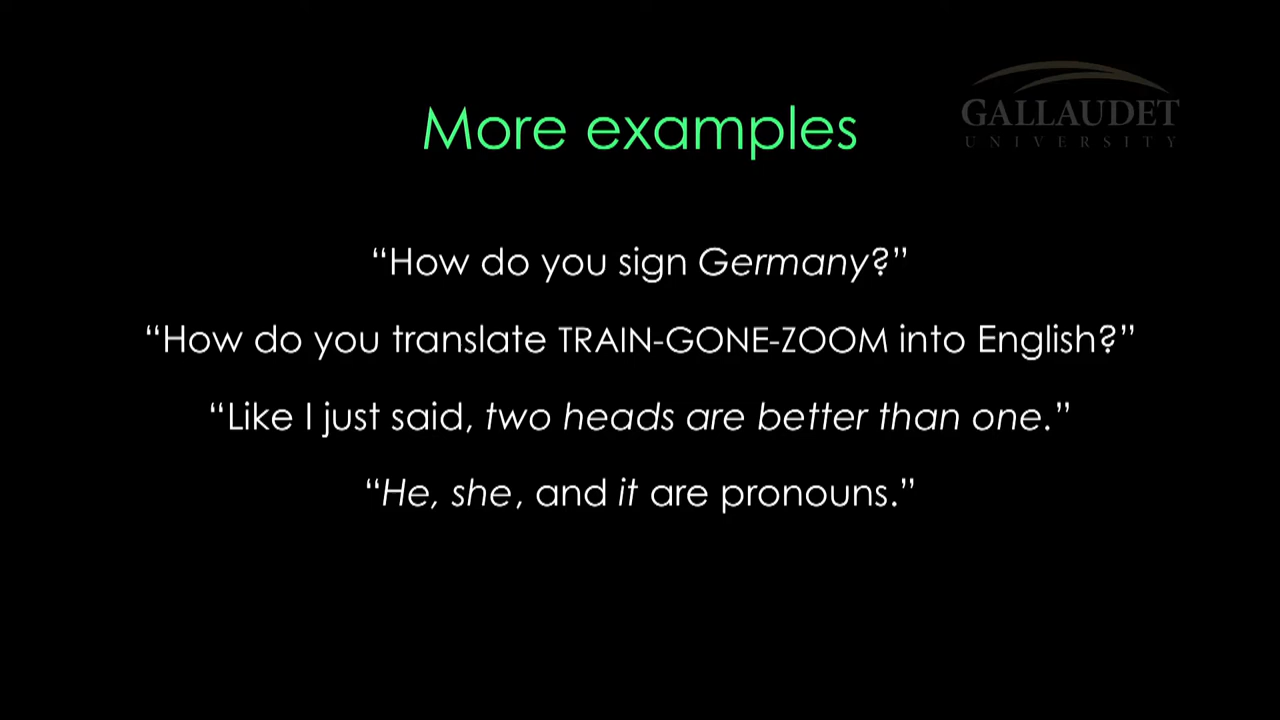 GALLAUDET
UNIVERSITY
More examples
“How do you sign Germany?”
“How do you translate TRAIN-GONE-ZOOM into English?”
“Like I just said, two heads are better than one.”
“He, she, and it are pronouns.”